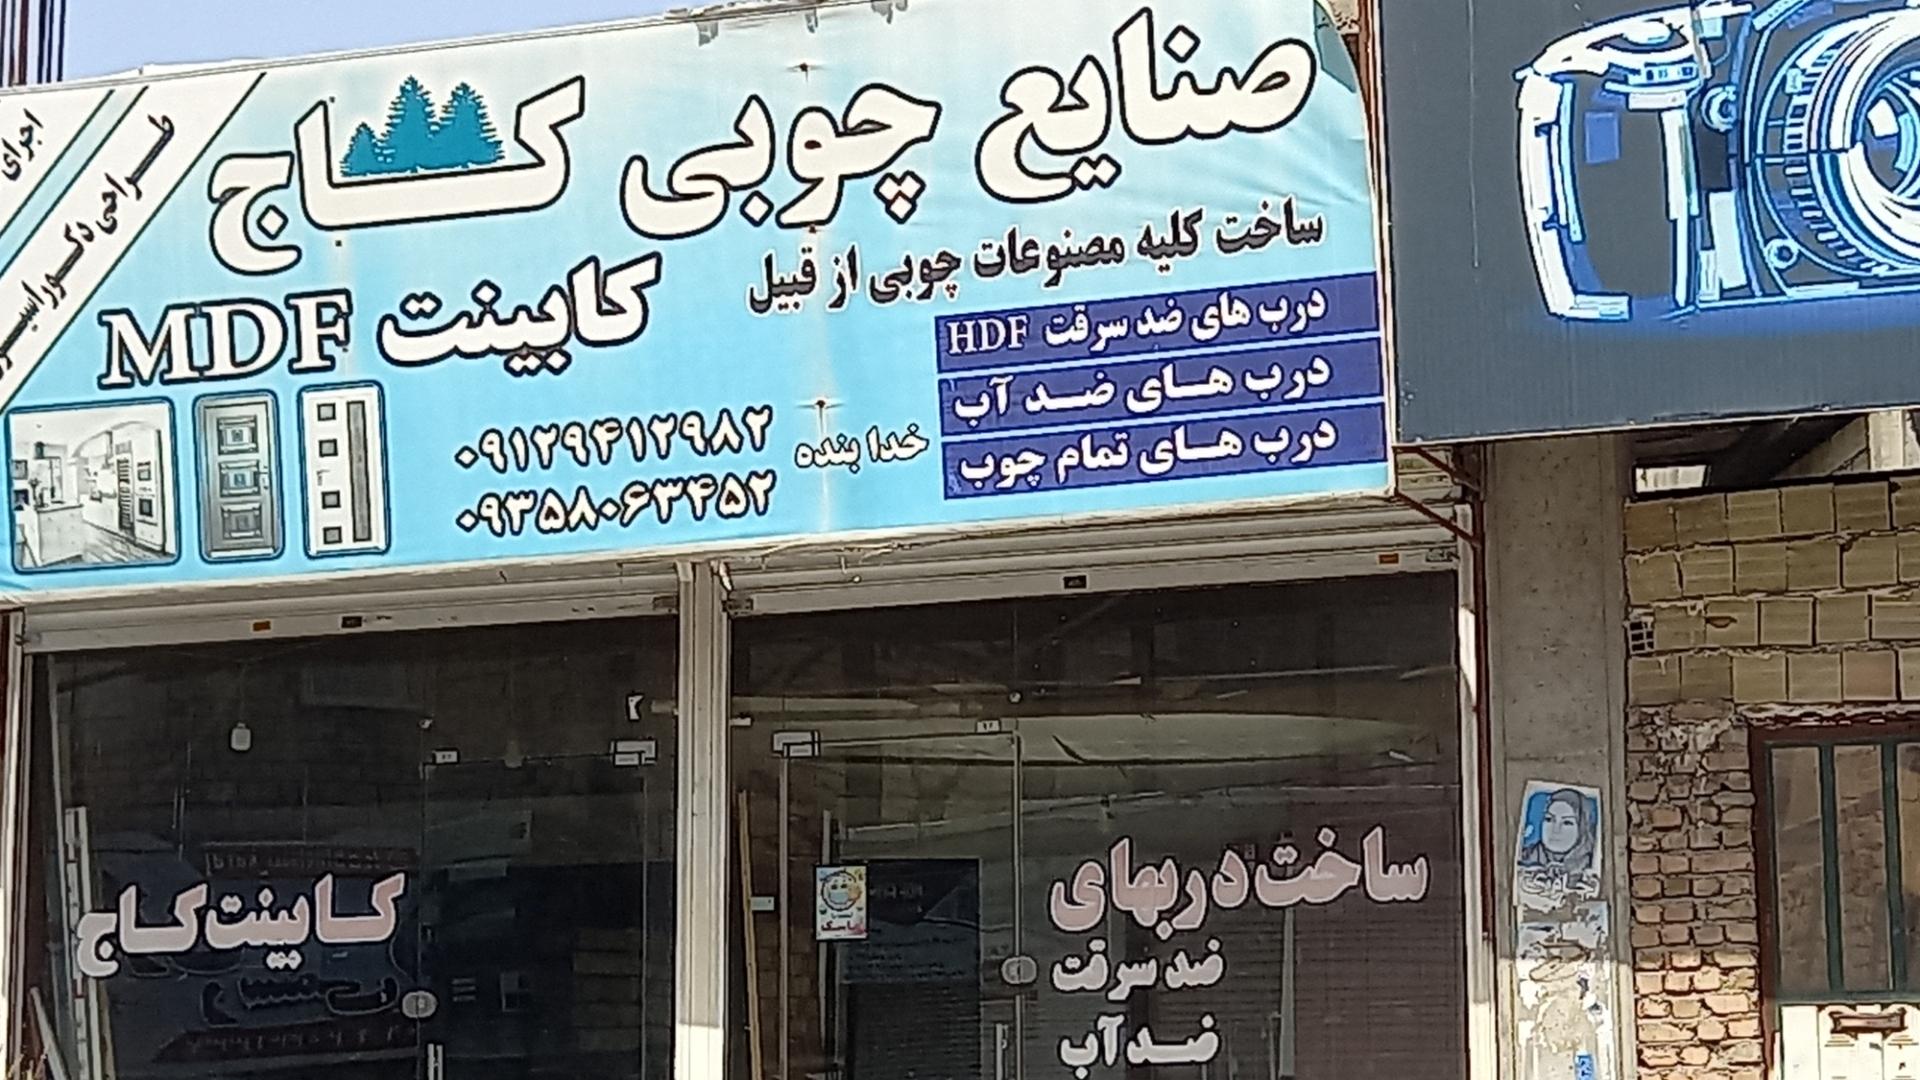 صنایع چوبی کاج
ساخت کلیه مصنوعات چوبی از قبیل
درب های ضد سرقت HDF
درب های ضد آب
درب های تمام چوب
کابینت MDF
خدا بنده
۰۹۱۲۹۴۱۲۹۸۲
۰۹۳۵۸۰۶۳۴۵۲
اجرای
طراحی دکوراسیون
ساخت دربهای
ضد سرقت
ضد آب
کابینت کاج
ماسک